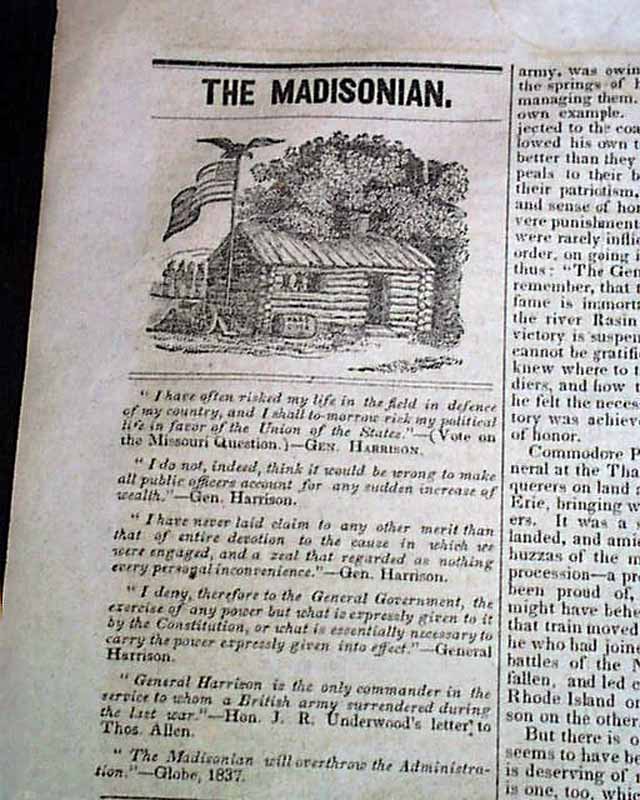 THE MADISONIAN.
" I have often risked my life in the field in defence
of my country, and I shall to-morrow risk my political
life in favor of the Union of the States."—(Vote on
the Missouri Question.)—GEN. HARRISON.
" I do not, indeed, think it would be wrong to make
all public officers account for any sudden increase of
wealth."—Gen. Harrison.
" I have never laid claim to any other merit than
that of entire devotion to the cause in which we
were engaged, and a zeal that regarded as nothing
every personal inconvenience."—Gen. Harrison.
" I deny, therefore to the General Government, the
exercise of any power but what is expressly given to it
by the Constitution, or what is essentially necessary to
carry the power expressly given into effect."—General
Harrison.
" General Harrison is the only commander in the
service to whom a British army surrendered during
the last war."—Hon. J. R. Underwood's letter to
Thos. Allen.
" The Madisonian will overthrow the Administra-
tion."—Globe, 1837.
army, was owin
the springs of h
managing them.
own example.
jected to the coa
lowed his own t
better than they
peals to their b
their patriotism,
and sense of hon
vere punishment
were rarely inflic
order, on going i
thus: "The Gen
remember, that t
fame is immorta
the river Rasin
victory is suspen
cannot be gratifi
knew where to t
diers, and how
he felt the neces
tory was achieve
of honor.
Commodore P
neral at the Tha
querers on land a
Erie, bringing w
ers. It was a s
landed, and amid
huzzas of the m
procession—a pr
been proud of,
might have behe
that train moved
he who had joine
battles of the N
fallen, and led c
Rhode Island or
son on the other.
But there is o
seems to have be
is deserving of r
is one, too, which